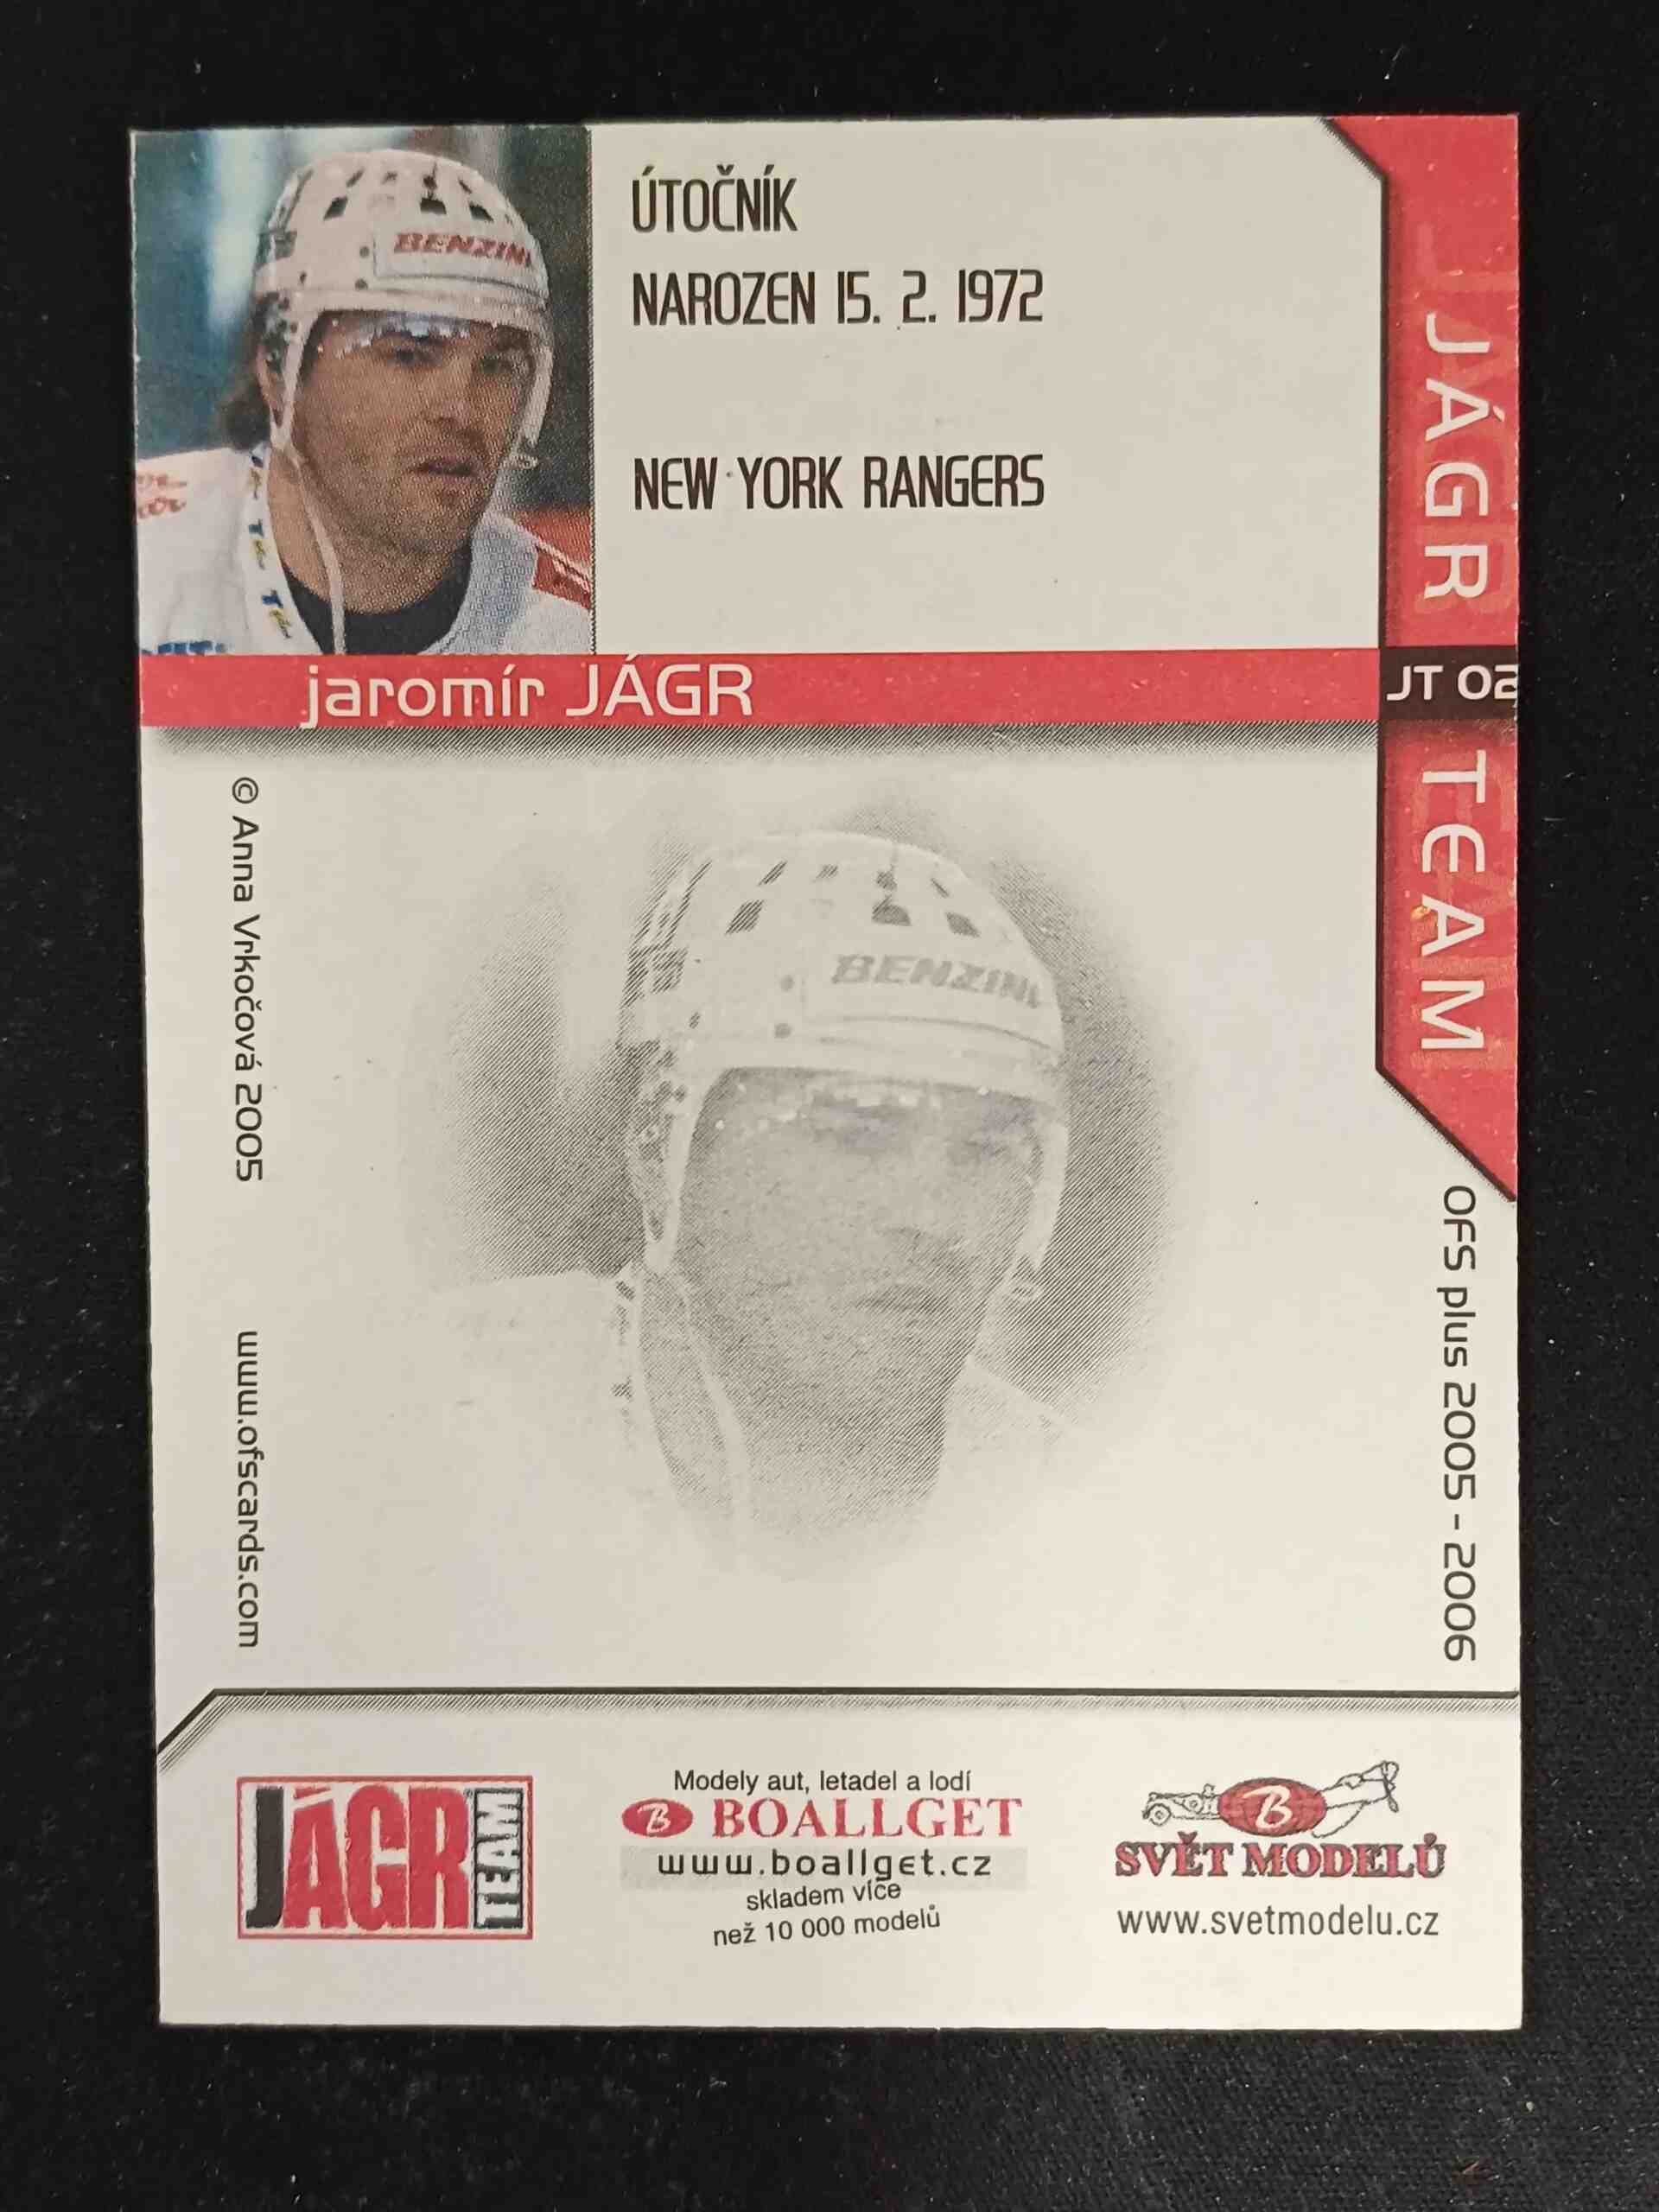 BENZIN
ÚTOČNÍK
NAROZEN 15. 2. 1972
NEW YORK RANGERS
jaromír JÁGR
JT 02
JÁGR TEAM
BENZIN
© Anna Vrkočová 2005
www.ofscards.com
OFS plus 2005 - 2006
JÁGR
TEAM
Modely aut, letadel a lodí
B BOALLGET
www.boallget.cz
skladem více
než 10 000 modelů
B
SVĚT MODELŮ
www.svetmodelu.cz